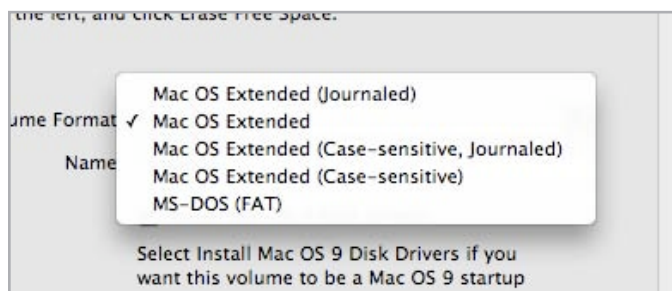 the left, and click Erase Free Space.
Mac OS Extended (Journaled)
ume Format ✓ Mac OS Extended
Mac OS Extended (Case-sensitive, Journaled)
Name
Mac OS Extended (Case-sensitive)
MS-DOS (FAT)
Select Install Mac OS 9 Disk Drivers if you
want this volume to be a Mac OS 9 startup